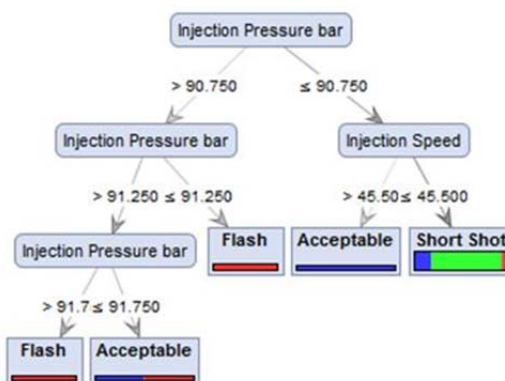 Injection Pressure bar
> 90.750 ≤ 90.750
Injection Pressure bar Injection Speed
> 91.250 ≤ 91.250 > 45.50 ≤ 45.500
Injection Pressure bar Flash Acceptable Short Shot
> 91.7 ≤ 91.750
Flash Acceptable